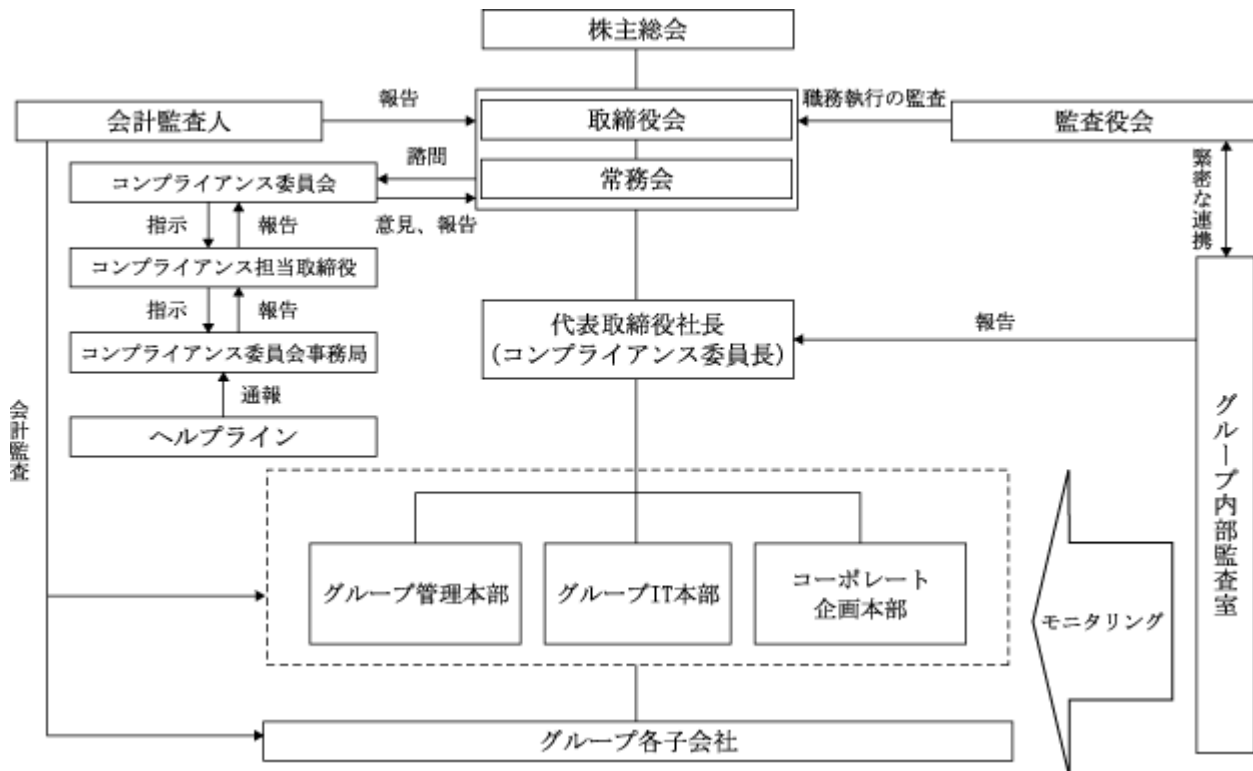 株主総会
会計監査人
報告
取締役会
職務執行の監査
監査役会
諮問
常務会
コンプライアンス委員会
意見、報告
指示
報告
緊密な連携
コンプライアンス担当取締役
指示
報告
コンプライアンス委員会事務局
代表取締役社長
（コンプライアンス委員長）
報告
通報
ヘルプライン
会計監査
グループ内部監査室
グループ管理本部
グループIT本部
コーポレート
企画本部
モニタリング
グループ各子会社